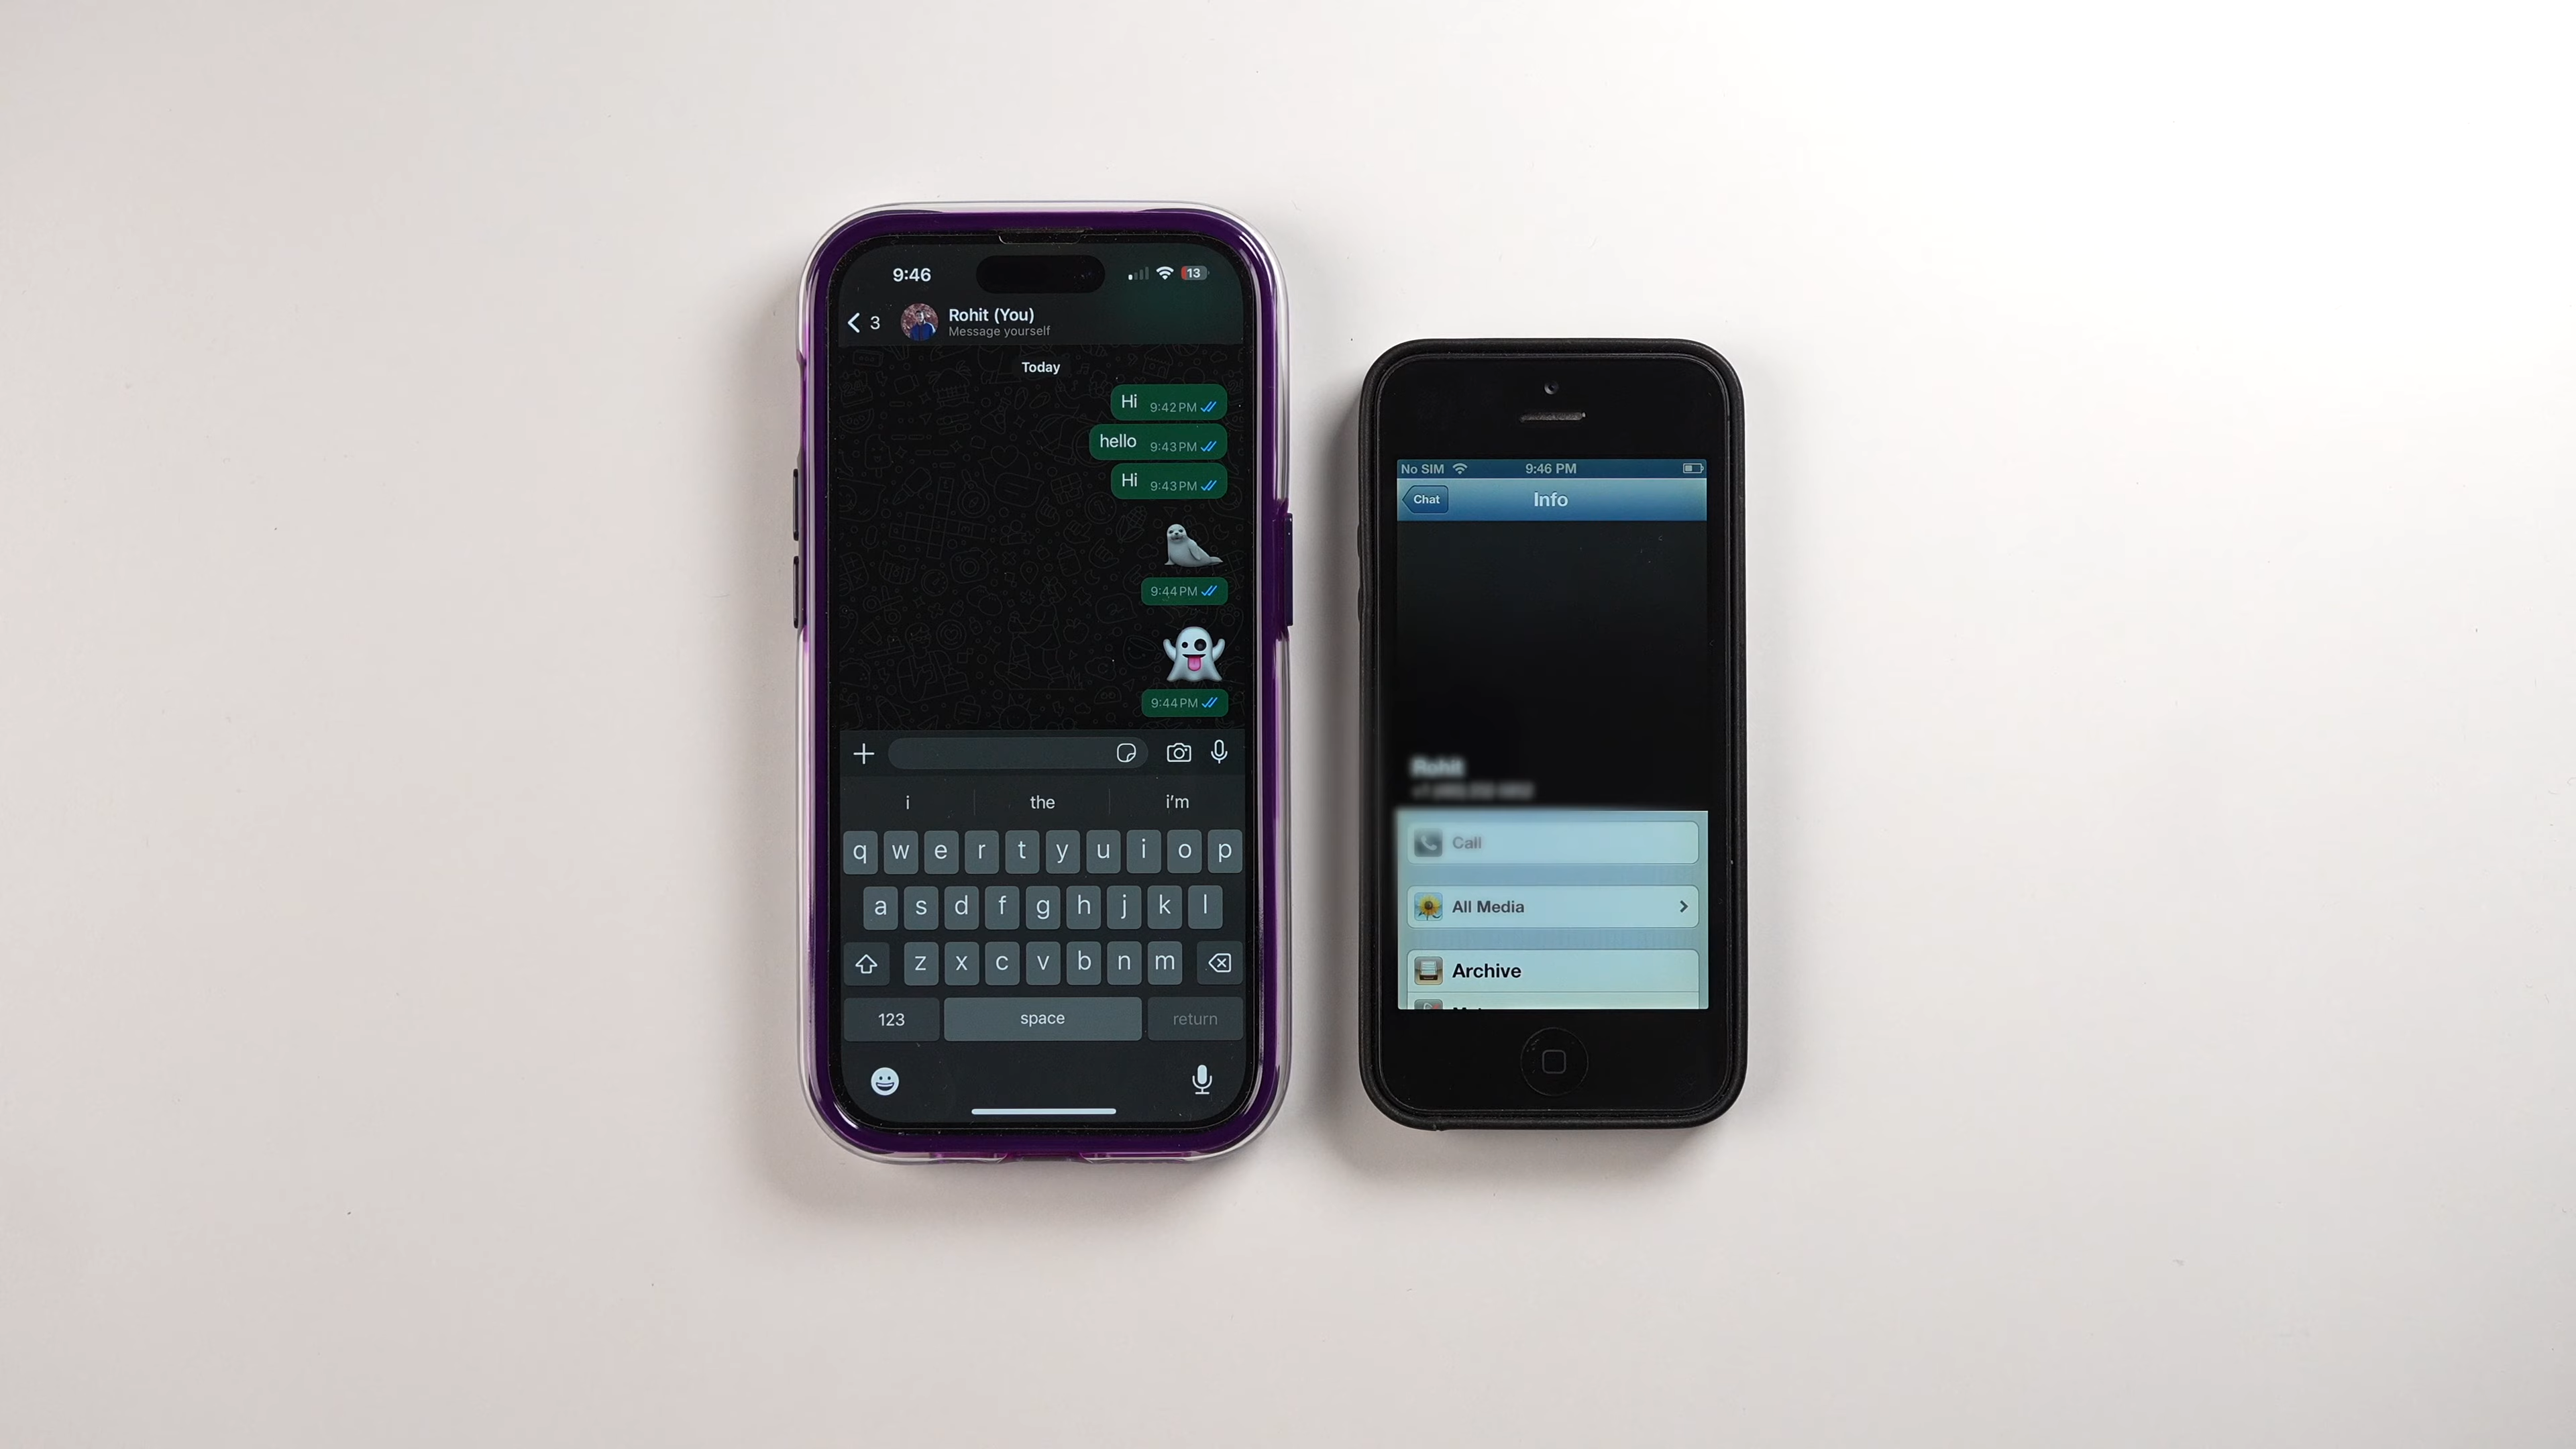 9:46
13
3
Rohit (You)
Message yourself
Today
Hi 9:42 PM
hello 9:43 PM
Hi 9:43 PM
9:44 PM
9:44 PM
i the i'm
q w e r t y u i o p
a s d f g h j k l
z x c v b n m
123 space return
No SIM 9:46 PM
Chat Info
Rohit
Call
All Media
Archive